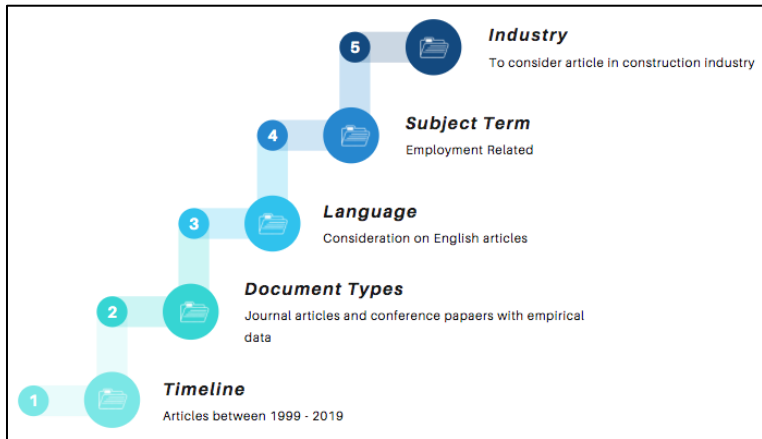 5
Industry
To consider article in construction industry
4
Subject Term
Employment Related
3
Language
Consideration on English articles
2
Document Types
Journal articles and conference papaers with empirical
data
1
Timeline
Articles between 1999 - 2019